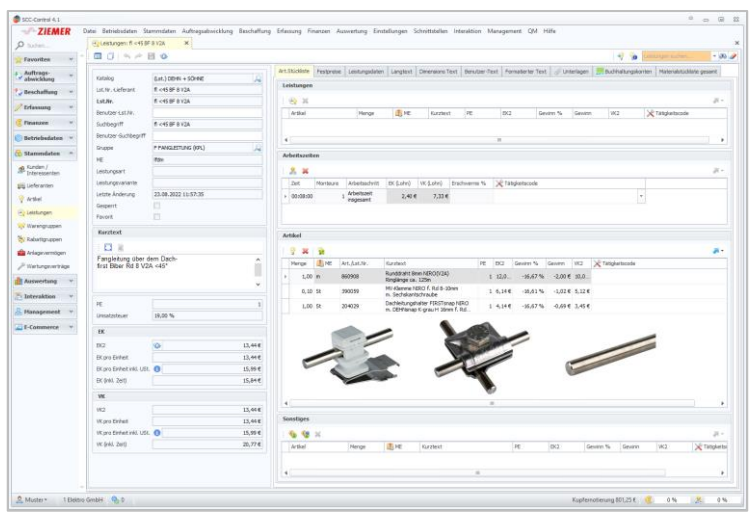 SCC-Control 6.1
ZIEMER
Datei Betriebsdaten Stammdaten Auftragsabwicklung Beschaffung Erfassung Finanzen Auswertung Einstellungen Schnittstellen Interaktion Management QM Hilfe
Suchen...
Leistungen: fl <45 BF 8 V2A
Leistungen suchen...
Favoriten
Auftrags-
abwicklung
Beschaffung
Erfassung
Finanzen
Betriebsdaten
Stammdaten
Kunden /
Interessenten
Lieferanten
Artikel
Leistungen
Warengruppen
Rabattgruppen
Anlagevermögen
Wartungsverträge
Auswertung
Interaktion
Management
E-Commerce
Katalog (Lst.) DEHN + SÖHNE
Lst.Nr. Lieferant fl <45 BF 8 V2A
Lst.Nr. fl <45 BF 8 V2A
Benutzer-Lst.Nr.
Suchbegriff fl <45 BF 8 V2A
Benutzer-Suchbegriff
Gruppe F FANGLEITUNG (RPL)
ME
Leistungsart
Leistungsvariante
Letzte Änderung 23.08.2022 11:57:35
Gesperrt
Favorit
Kurztext
Fangleitung über dem Dach-
first Biber Rd 8 V2A <45°
PE 1
Umsatzsteuer 19,00 %
EK
EK2 13,44 €
EK pro Einheit 13,44 €
EK pro Einheit inkl. USt. 15,99 €
EK (inkl. Zeit) 15,84 €
VK
VK2 13,44 €
VK pro Einheit 13,44 €
VK pro Einheit inkl. USt. 15,99 €
VK (inkl. Zeit) 20,77 €
Art.Stückliste Festpreise Leistungsdaten Langtext Dimensions Text Benutzer-Text Formatierter Text Unterlagen Buchhaltungskonten Materialstückliste gesamt
Leistungen
Artikel Menge ME Kurztext PE EK2 Gewinn % Gewinn VK2 Tätigkeitscode
Arbeitszeiten
Zeit Monteure Arbeitsschritt EK (Lohn) VK (Lohn) Erschwernis % Tätigkeitscode
00:08:00 1 Arbeitszeit insgesamt 2,40 € 7,33 €
Artikel
Menge ME Art./Lst.Nr. Kurztext PE EK2 Gewinn % Gewinn VK2 Tätigkeitscode
1,00 m 860908 Runddraht 8mm NIRO(V2A) 1 12,0... -16,67 % -2,00 € 10,0...
Ringlänge ca. 125m
0,20 St 390059 MV-Klemme NIRO f. Rd 8-10mm 1 6,14 € -16,61 % -1,02 € 5,12 €
m. Sechskantschraube
1,00 St 204029 Dachleitungshalter FIRSTsnap NIRO 1 4,14 € -16,67 % -0,69 € 3,45 €
m. DEHNsnap K grau H 16mm f. Rd...
Sonstiges
Artikel Menge ME Kurztext PE EK2 Gewinn % Gewinn VK2 Tätigkeits
Muster 1 Elektro GmbH 0
Kupfernotierung 801,25 € 0 % 0 %